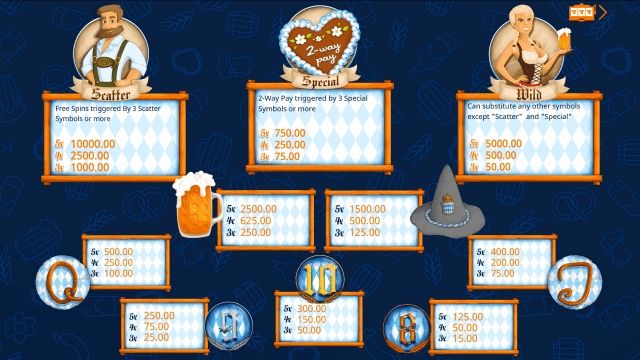 Scatter
Free Spins triggered By 3 Scatter
Symbols or more
5x 10000.00
4x 2500.00
3x 1000.00
2-way
pay
Special
2-Way Pay triggered by 3 Special
Symbols or more
5x 750.00
4x 250.00
3x 75.00
777
Wild
Can substitute any other symbols
except "Scatter" and "Special"
5x 5000.00
4x 500.00
3x 50.00
5x 2500.00
4x 625.00
3x 250.00
5x 1500.00
4x 500.00
3x 125.00
Q
5x 500.00
4x 250.00
3x 100.00
10
5x 300.00
4x 150.00
3x 50.00
5x 400.00
4x 200.00
3x 75.00
J
5x 250.00
4x 75.00
3x 25.00
9
8
5x 125.00
4x 50.00
3x 15.00